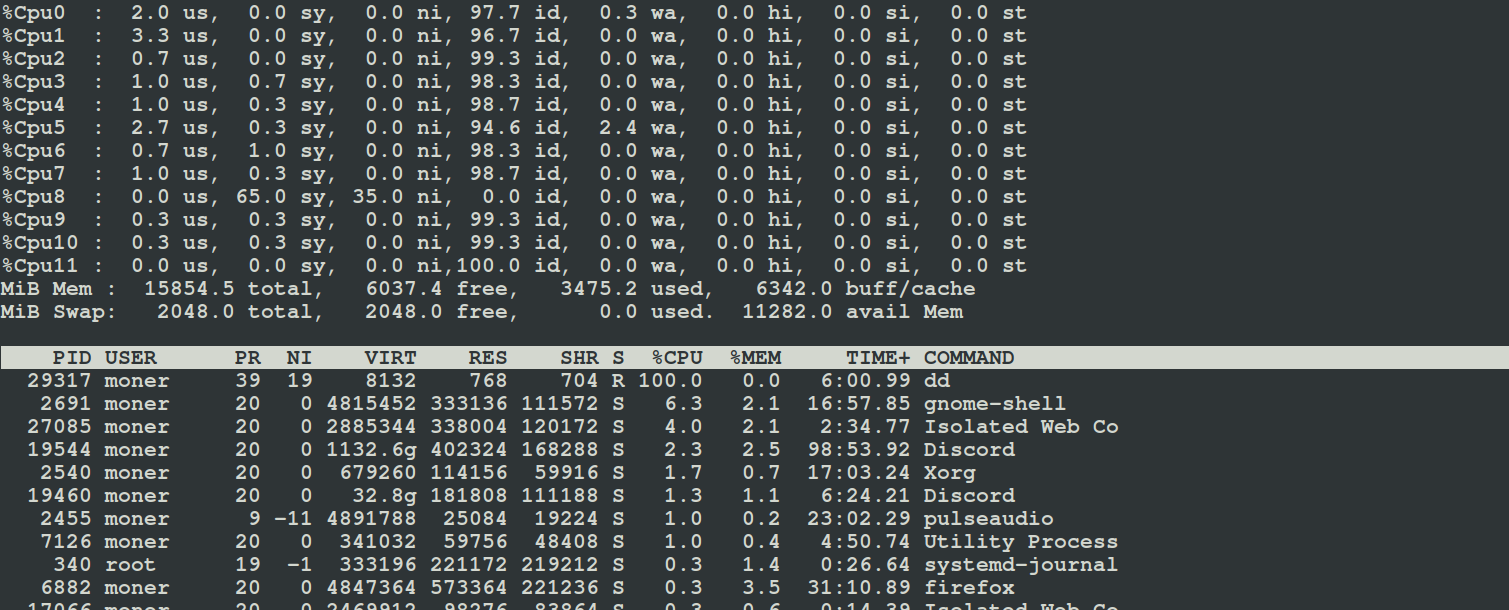 %Cpu0  :  2.0 us,  0.0 sy,  0.0 ni, 97.7 id,  0.3 wa,  0.0 hi,  0.0 si,  0.0 st
%Cpu1  :  3.3 us,  0.0 sy,  0.0 ni, 96.7 id,  0.0 wa,  0.0 hi,  0.0 si,  0.0 st
%Cpu2  :  0.7 us,  0.0 sy,  0.0 ni, 99.3 id,  0.0 wa,  0.0 hi,  0.0 si,  0.0 st
%Cpu3  :  1.0 us,  0.7 sy,  0.0 ni, 98.3 id,  0.0 wa,  0.0 hi,  0.0 si,  0.0 st
%Cpu4  :  1.0 us,  0.3 sy,  0.0 ni, 98.7 id,  0.0 wa,  0.0 hi,  0.0 si,  0.0 st
%Cpu5  :  2.7 us,  0.3 sy,  0.0 ni, 94.6 id,  2.4 wa,  0.0 hi,  0.0 si,  0.0 st
%Cpu6  :  0.7 us,  1.0 sy,  0.0 ni, 98.3 id,  0.0 wa,  0.0 hi,  0.0 si,  0.0 st
%Cpu7  :  1.0 us,  0.3 sy,  0.0 ni, 98.7 id,  0.0 wa,  0.0 hi,  0.0 si,  0.0 st
%Cpu8  :  0.0 us, 65.0 sy, 35.0 ni,  0.0 id,  0.0 wa,  0.0 hi,  0.0 si,  0.0 st
%Cpu9  :  0.3 us,  0.3 sy,  0.0 ni, 99.3 id,  0.0 wa,  0.0 hi,  0.0 si,  0.0 st
%Cpu10 :  0.3 us,  0.3 sy,  0.0 ni, 99.3 id,  0.0 wa,  0.0 hi,  0.0 si,  0.0 st
%Cpu11 :  0.0 us,  0.0 sy,  0.0 ni,100.0 id,  0.0 wa,  0.0 hi,  0.0 si,  0.0 st
MiB Mem :  15854.5 total,   6037.4 free,   3475.2 used,   6342.0 buff/cache
MiB Swap:   2048.0 total,   2048.0 free,      0.0 used.  11282.0 avail Mem
PID USER      PR  NI    VIRT    RES    SHR S  %CPU  %MEM     TIME+ COMMAND
29317 moner     39  19    8132    768    704 R 100.0   0.0   6:00.99 dd
2691 moner     20   0 4815452 333136 111572 S   6.3   2.1  16:57.85 gnome-shell
27085 moner     20   0 2885344 338004 120172 S   4.0   2.1   2:34.77 Isolated Web Co
19544 moner     20   0 1132.6g 402324 168288 S   2.3   2.5  98:53.92 Discord
2540 moner     20   0  679260 114156  59916 S   1.7   0.7  17:03.24 Xorg
19460 moner     20   0   32.8g 181808 111188 S   1.3   1.1   6:24.21 Discord
2455 moner      9 -11 4891788  25084  19224 S   1.0   0.2  23:02.29 pulseaudio
7126 moner     20   0  341032  59756  48408 S   1.0   0.4   4:50.74 Utility Process
340 root      19  -1  333196 221172 219212 S   0.3   1.4   0:26.64 systemd-journal
6882 moner     20   0 4847364 573364 221236 S   0.3   3.5  31:10.89 firefox
17066 moner     20   0 2469912  98276  83864 S   0.3   0.6   0:14.39 Isolated Web Co